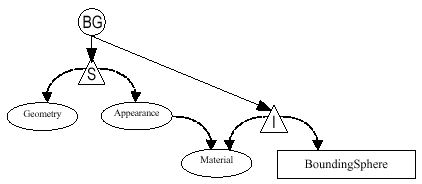 BG
S
Geometry
Appearance
I
Material
BoundingSphere